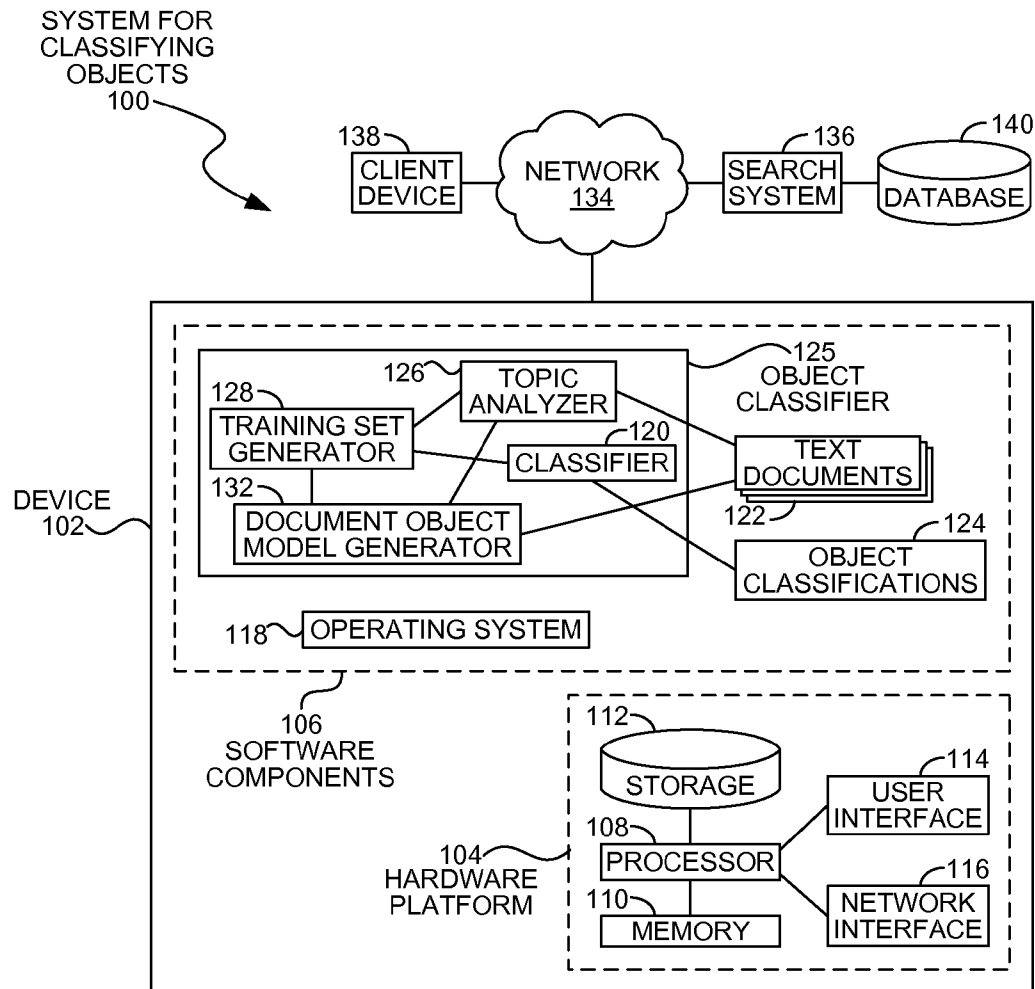 SYSTEM FOR
CLASSIFYING
OBJECTS
100
138
CLIENT
DEVICE
NETWORK
134
136
SEARCH
SYSTEM
140
DATABASE
125
OBJECT
CLASSIFIER
126
TOPIC
ANALYZER
128
TRAINING SET
GENERATOR
120
CLASSIFIER
TEXT
DOCUMENTS
122
132
DOCUMENT OBJECT
MODEL GENERATOR
124
OBJECT
CLASSIFICATIONS
DEVICE
102
118
OPERATING SYSTEM
106
SOFTWARE
COMPONENTS
112
STORAGE
114
USER
INTERFACE
108
PROCESSOR
104
HARDWARE
PLATFORM
116
NETWORK
INTERFACE
110
MEMORY